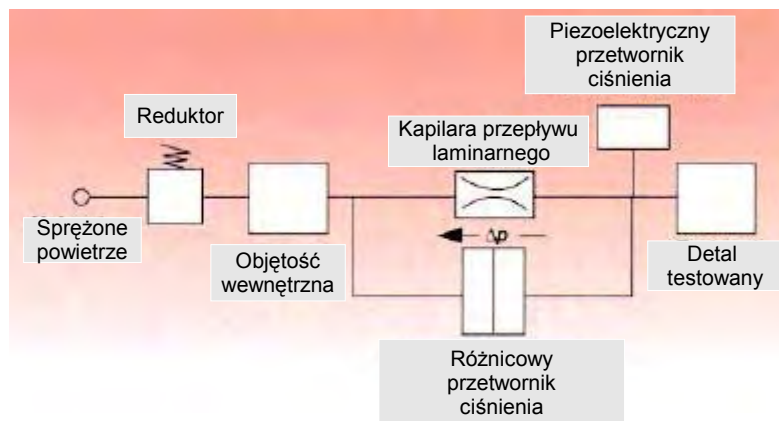 Piezoelektryczny
przetwornik
ciśnienia
Reduktor
Kapilara przepływu
laminarnego
Sprężone
powietrze
Δp
Objętość
wewnętrzna
Detal
testowany
Różnicowy
przetwornik
ciśnienia